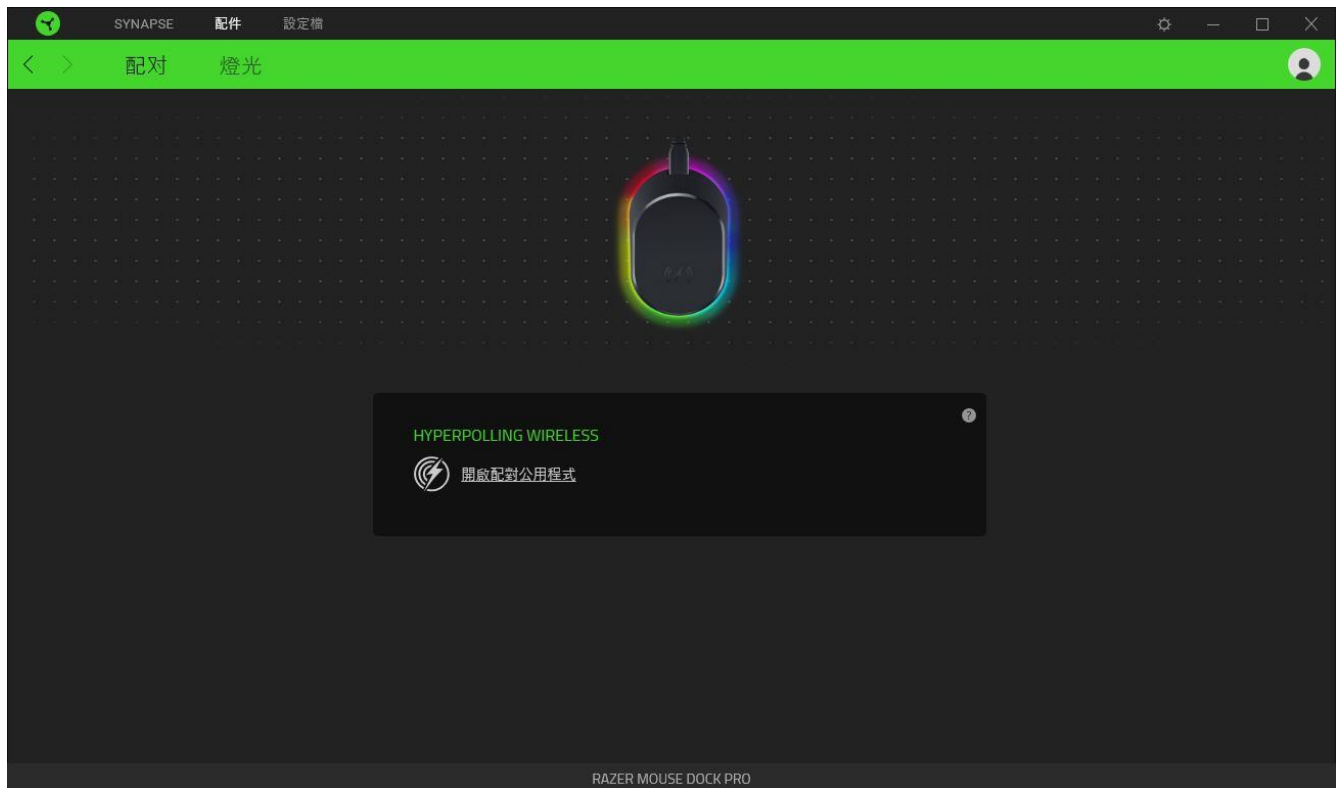 SYNAPSE 配件 設定檔
配对 燈光
HYPERPOLLING WIRELESS
開啟配對公用程式
RAZER MOUSE DOCK PRO